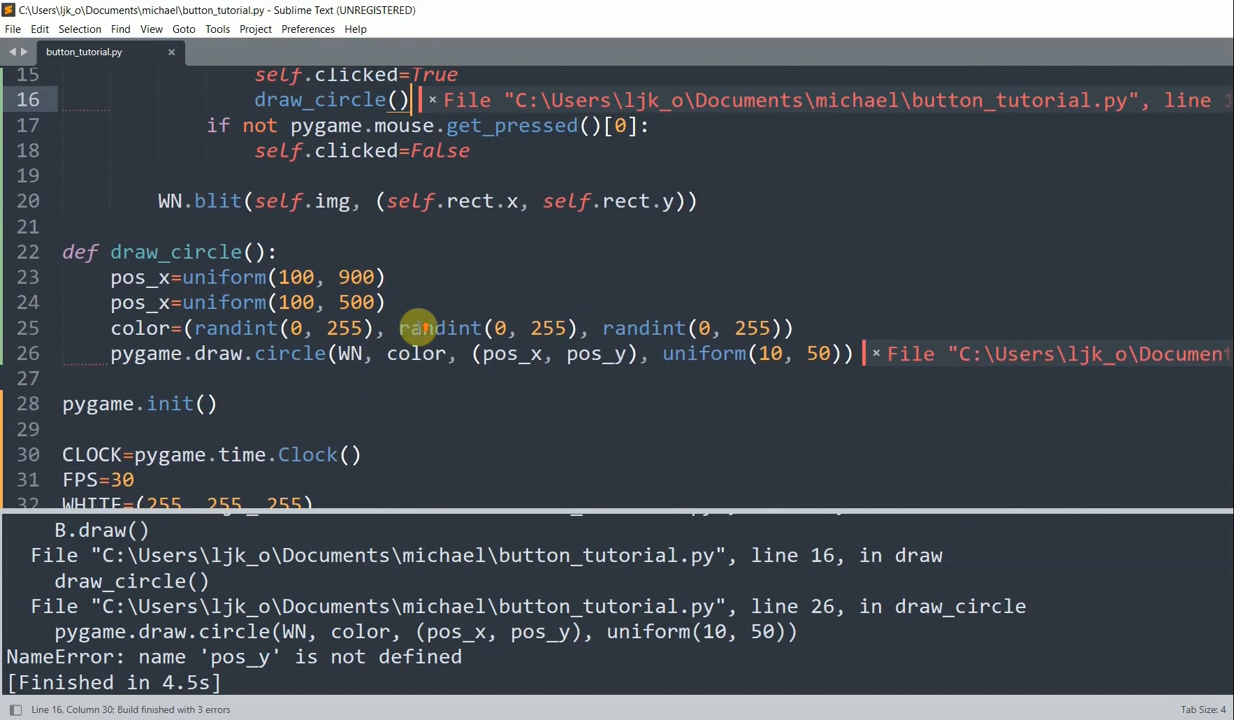 C:\Users\ljk_o\Documents\michael\button_tutorial.py - Sublime Text (UNREGISTERED)
File Edit Selection Find View Goto Tools Project Preferences Help
button_tutorial.py ×
15 self.clicked=True
16 draw_circle() × File "C:\Users\ljk_o\Documents\michael\button_tutorial.py", line 1
17 if not pygame.mouse.get_pressed()[0]:
18 self.clicked=False
19
20 WN.blit(self.img, (self.rect.x, self.rect.y))
21
22 def draw_circle():
23 pos_x=uniform(100, 900)
24 pos_x=uniform(100, 500)
25 color=(randint(0, 255), randint(0, 255), randint(0, 255))
26 pygame.draw.circle(WN, color, (pos_x, pos_y), uniform(10, 50)) × File "C:\Users\ljk_o\Document
27
28 pygame.init()
29
30 CLOCK=pygame.time.Clock()
31 FPS=30
32 WHITE=(255, 255, 255)
B.draw()
File "C:\Users\ljk_o\Documents\michael\button_tutorial.py", line 16, in draw
draw_circle()
File "C:\Users\ljk_o\Documents\michael\button_tutorial.py", line 26, in draw_circle
pygame.draw.circle(WN, color, (pos_x, pos_y), uniform(10, 50))
NameError: name 'pos_y' is not defined
[Finished in 4.5s]
Line 16, Column 30; Build finished with 3 errors
Tab Size: 4